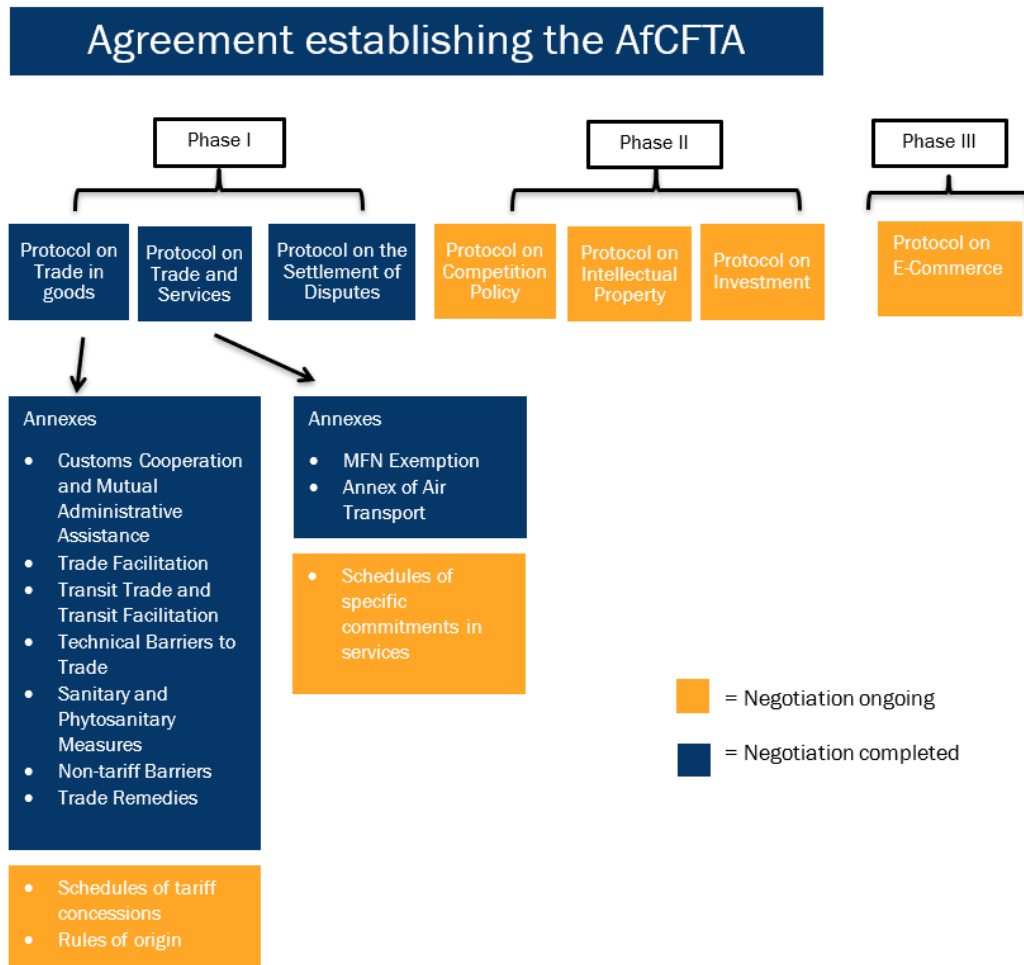 Agreement establishing the AfCFTA
Phase I
Phase II
Phase III
Protocol on
Trade in
goods
Protocol on
Trade and
Services
Protocol on the
Settlement of
Disputes
Protocol on
Competition
Policy
Protocol on
Intellectual
Property
Protocol on
Investment
Protocol on
E-Commerce
Annexes
• Customs Cooperation
and Mutual
Administrative
Assistance
• Trade Facilitation
• Transit Trade and
Transit Facilitation
• Technical Barriers to
Trade
• Sanitary and
Phytosanitary
Measures
• Non-tariff Barriers
• Trade Remedies
• Schedules of tariff
concessions
• Rules of origin
Annexes
• MFN Exemption
• Annex of Air
Transport
• Schedules of
specific
commitments in
services
= Negotiation ongoing
= Negotiation completed